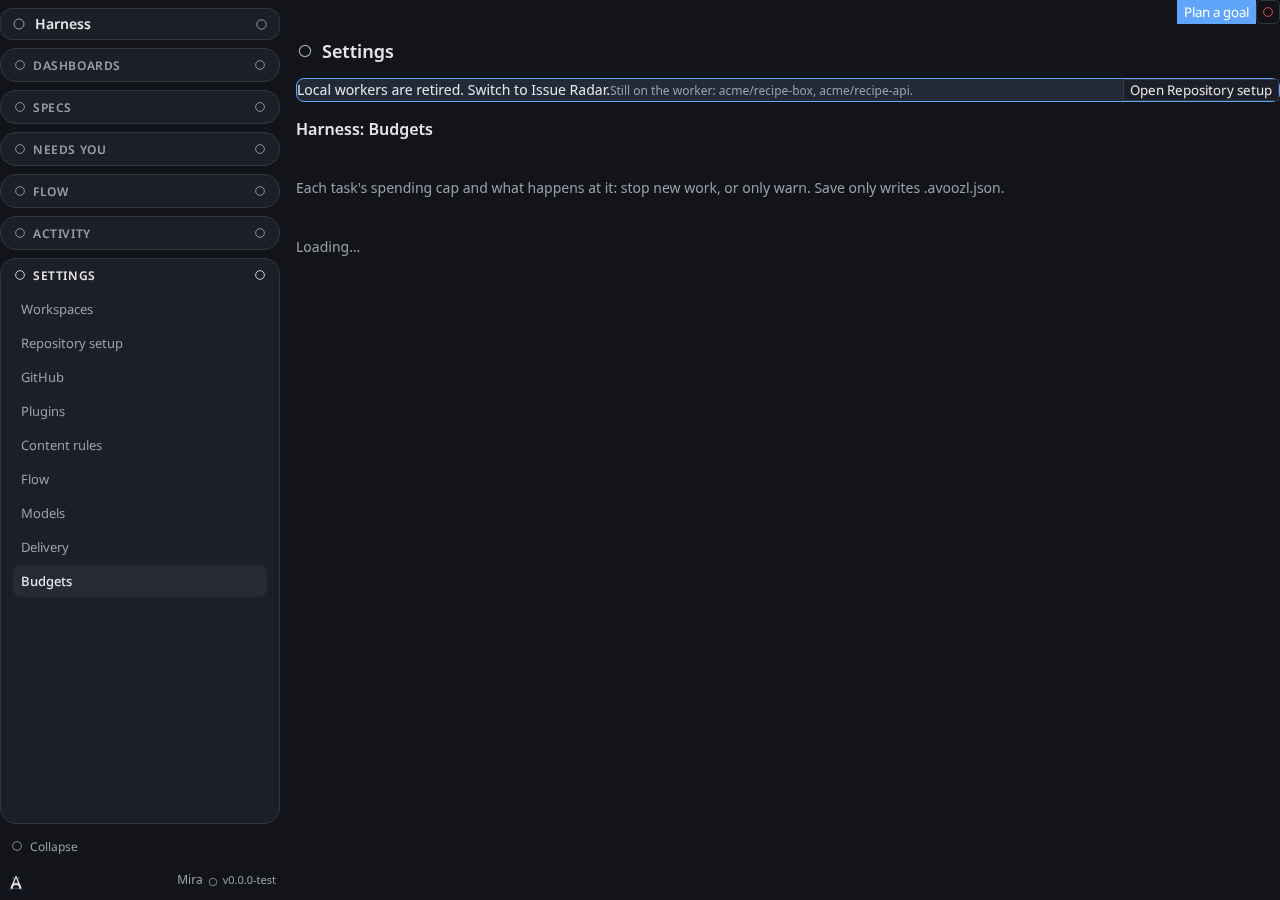 Harness
Plan a goal
DASHBOARDS
SPECS
NEEDS YOU
FLOW
ACTIVITY
SETTINGS
Workspaces
Repository setup
GitHub
Plugins
Content rules
Flow
Models
Delivery
Budgets
Collapse
A
Mira v0.0.0-test
Settings
Local workers are retired. Switch to Issue Radar.Still on the worker: acme/recipe-box, acme/recipe-api. Open Repository setup
Harness: Budgets
Each task's spending cap and what happens at it: stop new work, or only warn. Save only writes .avoozl.json.
Loading...